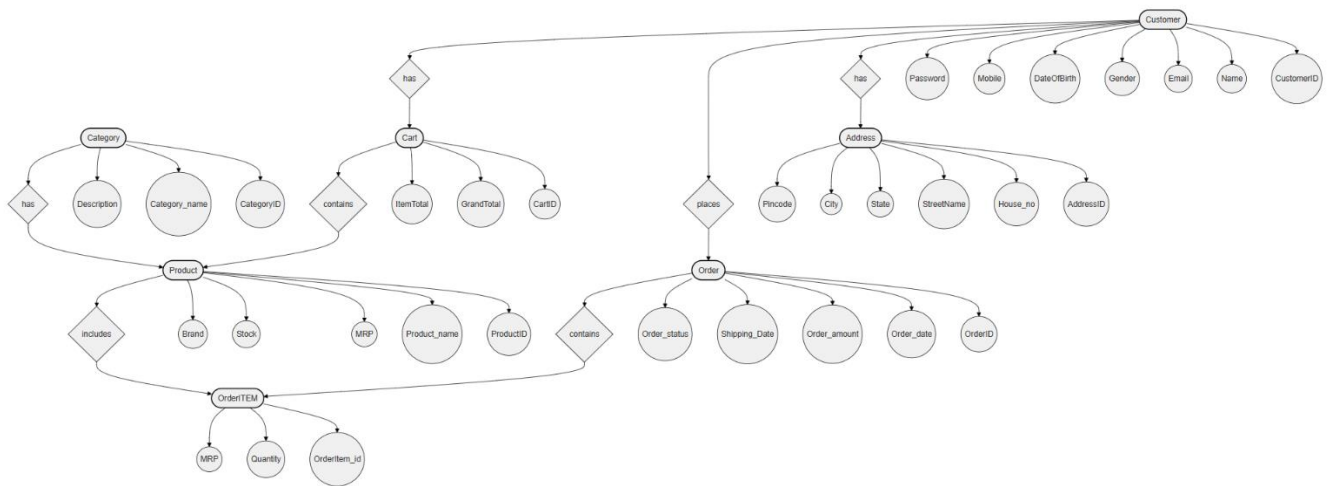 Customer
has
has
Password
Mobile
DateOfBirth
Gender
Email
Name
CustomerID
Category
Cart
Address
has
Description
Category_name
CategoryID
contains
ItemTotal
GrandTotal
CartID
places
Pincode
City
State
StreetName
House_no
AddressID
Product
Order
includes
Brand
Stock
MRP
Product_name
ProductID
contains
Order_status
Shipping_Date
Order_amount
Order_date
OrderID
OrderITEM
MRP
Quantity
OrderItem_id